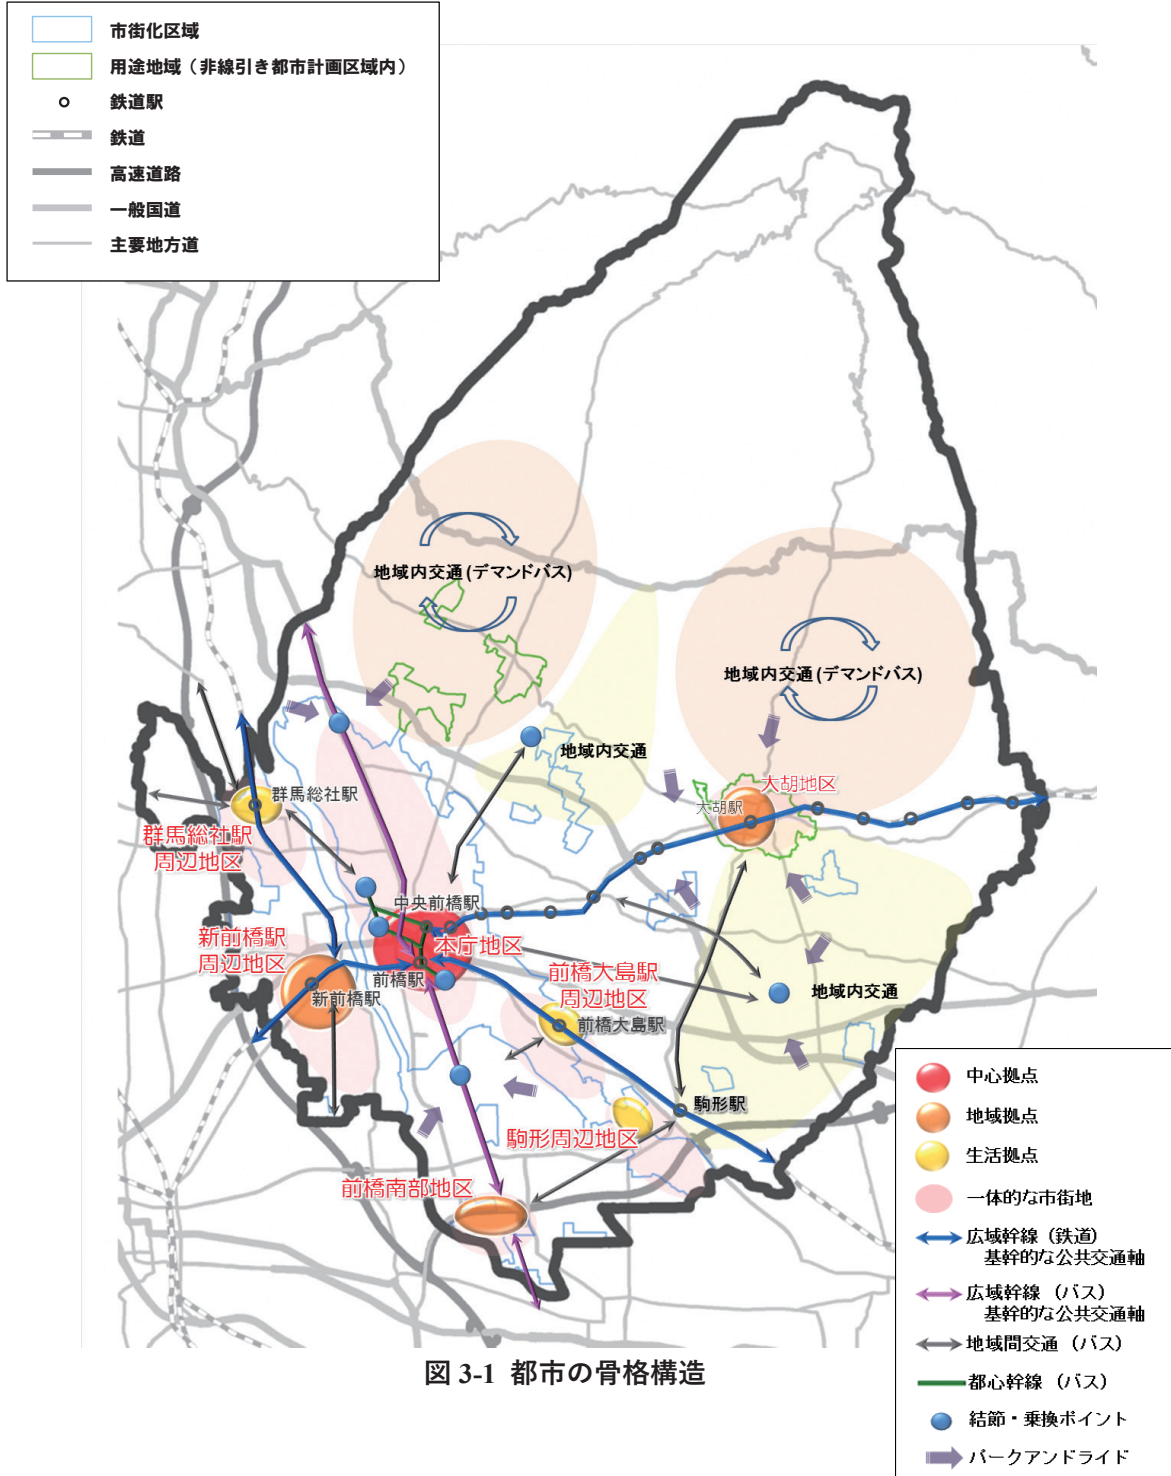 市街化区域
用途地域（非線引き都市計画区域内）
鉄道駅
鉄道
高速道路
一般国道
主要地方道
地域内交通(デマンドバス)
地域内交通(デマンドバス)
地域内交通
大胡地区
大胡駅
群馬総社駅
群馬総社駅
周辺地区
中央前橋駅
本庁地区
新前橋駅
周辺地区
前橋駅
新前橋駅
前橋大島駅
周辺地区
前橋大島駅
地域内交通
駒形駅
駒形周辺地区
前橋南部地区
中心拠点
地域拠点
生活拠点
一体的な市街地
広域幹線（鉄道）
基幹的な公共交通軸
広域幹線（バス）
基幹的な公共交通軸
地域間交通（バス）
都心幹線（バス）
結節・乗換ポイント
パークアンドライド
図 3-1 都市の骨格構造